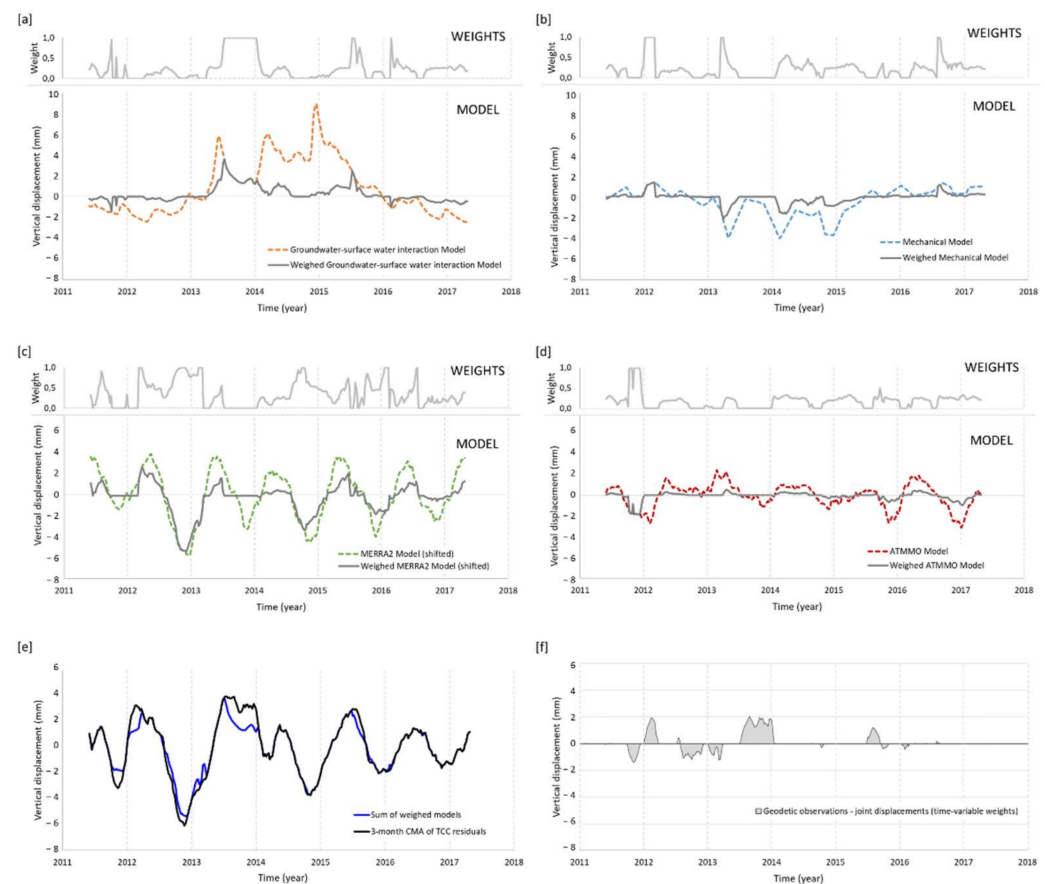 [a]
WEIGHTS
Weight
1,0
0,5
0,0
MODEL
Vertical displacement (mm)
10
8
6
4
2
0
− 2
− 4
− 6
− 8
Groundwater-surface water interaction Model
Weighed Groundwater-surface water interaction Model
2011 2012 2013 2014 2015 2016 2017 2018
Time (year)
[b]
WEIGHTS
Weight
1,0
0,5
0,0
MODEL
Vertical displacement (mm)
10
8
6
4
2
0
− 2
− 4
− 6
− 8
Mechanical Model
Weighed Mechanical Model
2011 2012 2013 2014 2015 2016 2017 2018
Time (year)
[c]
WEIGHTS
Weight
1,0
0,5
0,0
MODEL
Vertical displacement (mm)
6
4
2
0
− 2
− 4
− 6
− 8
MERRA2 Model (shifted)
Weighed MERRA2 Model (shifted)
2011 2012 2013 2014 2015 2016 2017 2018
Time (year)
[d]
WEIGHTS
Weight
1,0
0,5
0,0
MODEL
Vertical displacement (mm)
6
4
2
0
− 2
− 4
− 6
− 8
ATMMO Model
Weighed ATMMO Model
2011 2012 2013 2014 2015 2016 2017 2018
Time (year)
[e]
Vertical displacement (mm)
6
4
2
0
− 2
− 4
− 6
− 8
Sum of weighed models
3-month CMA of TCC residuals
2011 2012 2013 2014 2015 2016 2017 2018
Time (year)
[f]
Vertical displacement (mm)
6
4
2
0
− 2
− 4
− 6
− 8
Geodetic observations - joint displacements (time-variable weights)
2011 2012 2013 2014 2015 2016 2017 2018
Time (year)